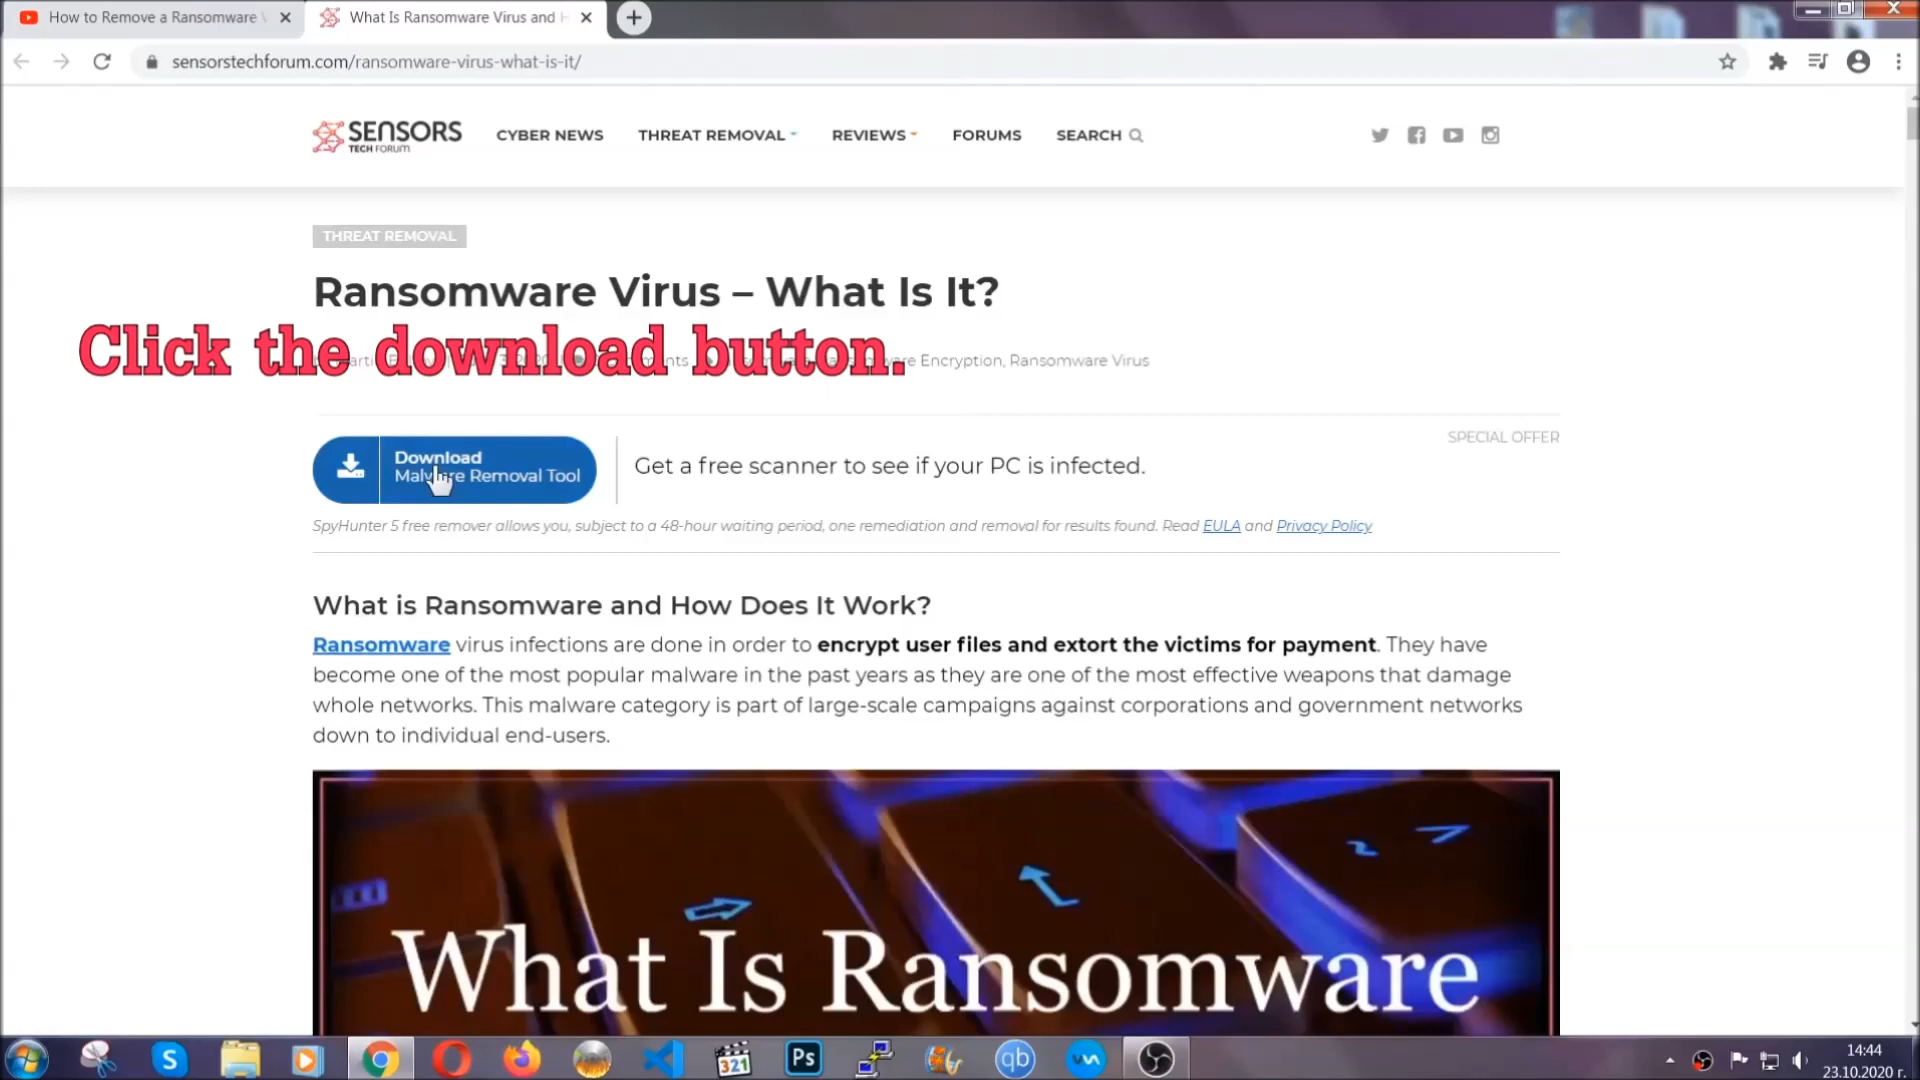 How to Remove a Ransomware V
What Is Ransomware Virus and H
sensorstechforum.com/ransomware-virus-what-is-it/
SENSORS
TECH FORUM
CYBER NEWS
THREAT REMOVAL
REVIEWS
FORUMS
SEARCH
THREAT REMOVAL
Ransomware Virus – What Is It?
Click the download button.
Encryption, Ransomware Virus
SPECIAL OFFER
Download
Malware Removal Tool
Get a free scanner to see if your PC is infected.
SpyHunter 5 free remover allows you, subject to a 48-hour waiting period, one remediation and removal for results found. Read EULA and Privacy Policy
What is Ransomware and How Does It Work?
Ransomware virus infections are done in order to encrypt user files and extort the victims for payment. They have
become one of the most popular malware in the past years as they are one of the most effective weapons that damage
whole networks. This malware category is part of large-scale campaigns against corporations and government networks
down to individual end-users.
What Is Ransomware
S
321
Ps
qb
14:44
23.10.2020 г.